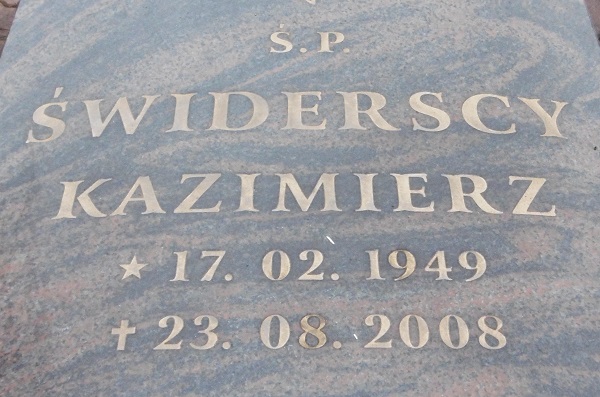 Ś.P.
ŚWIDERSCY
KAZIMIERZ
★ 17. 02. 1949
✝ 23. 08. 2008